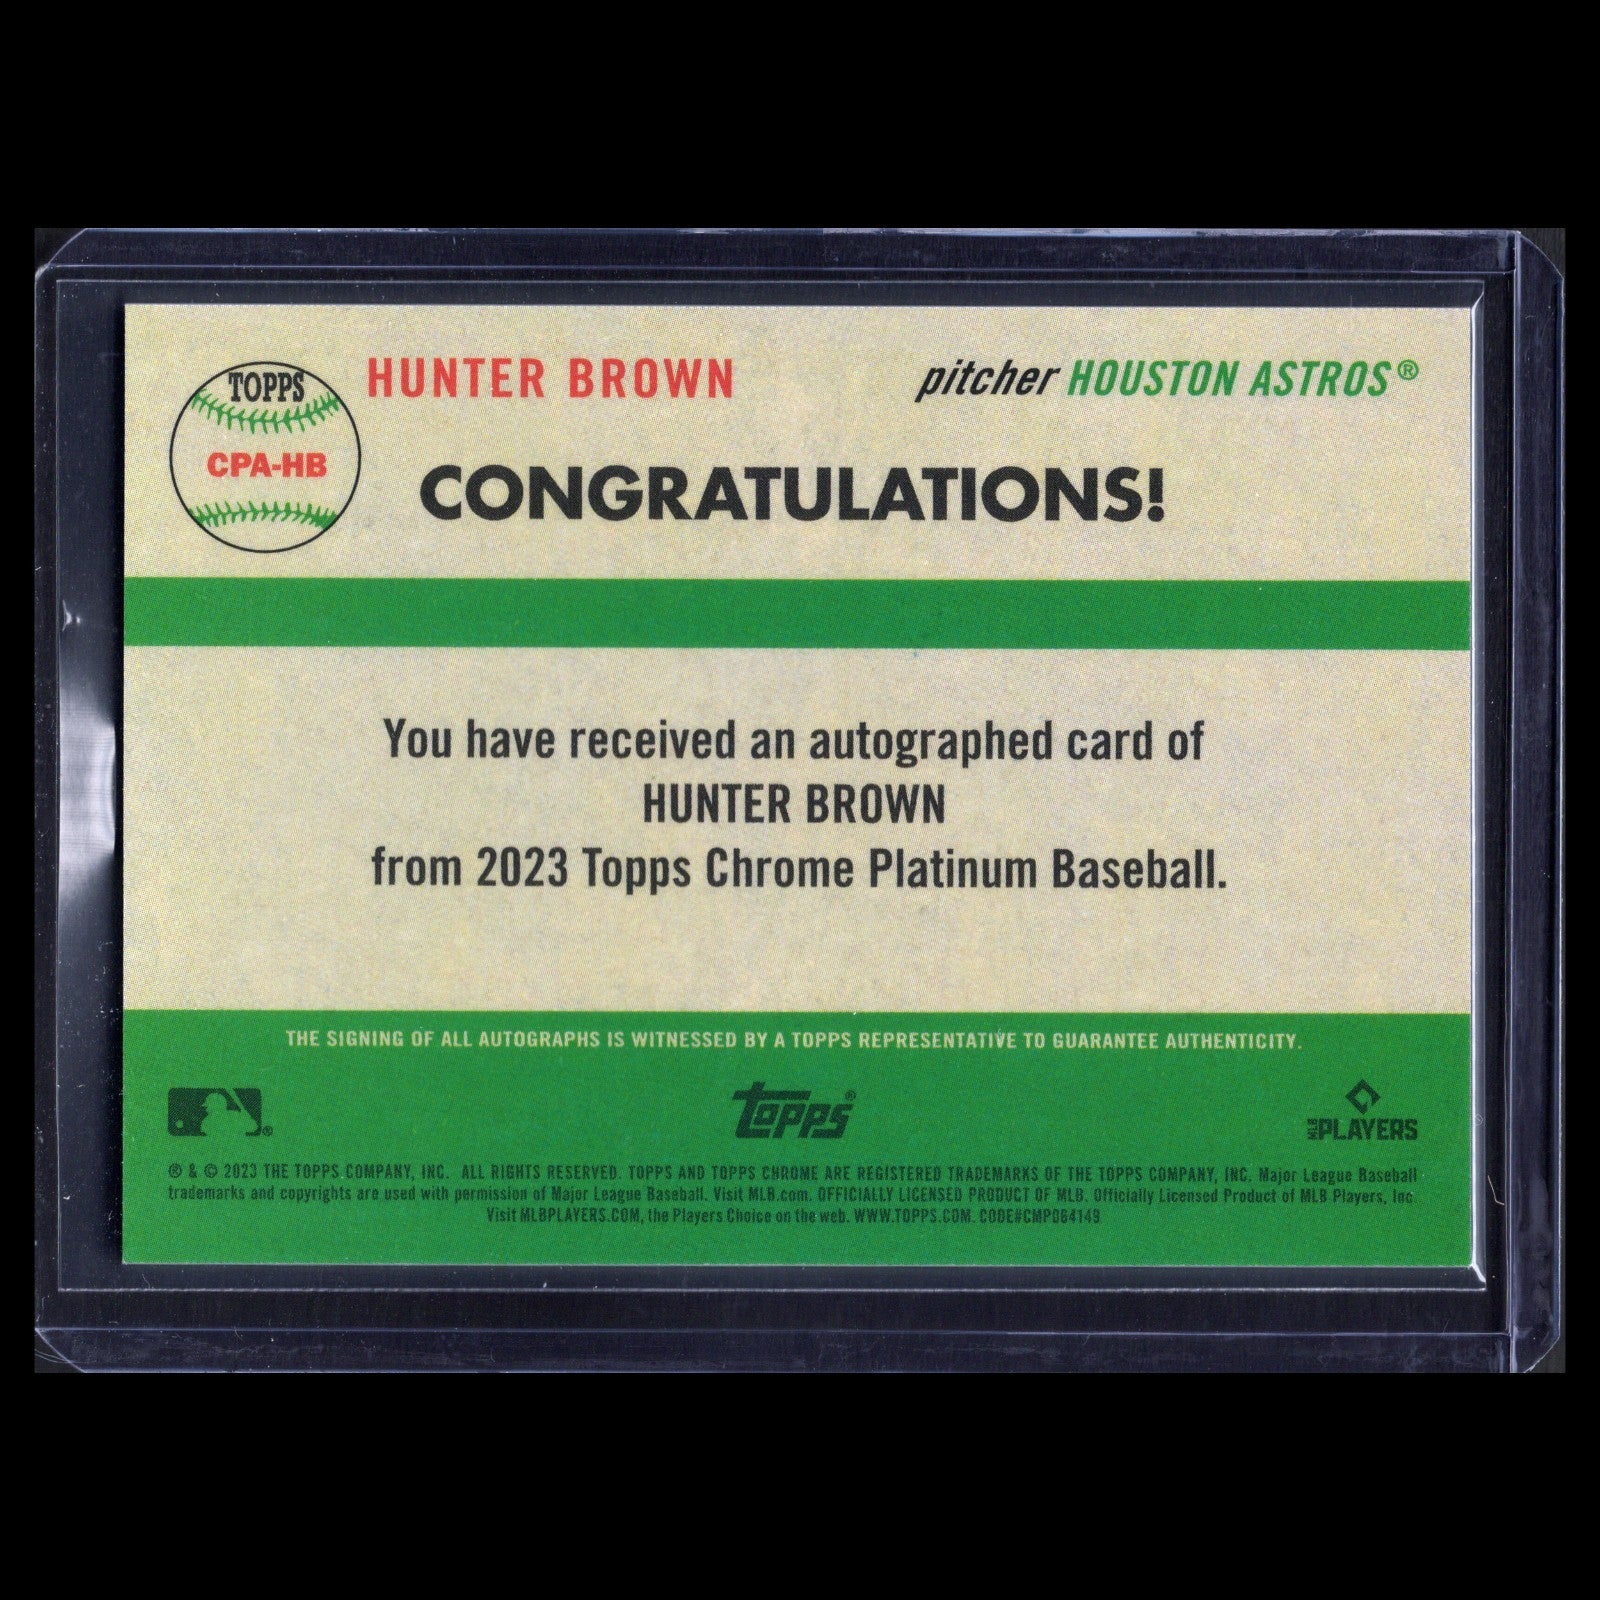 TOPPS
CPA-HB
HUNTER BROWN
pitcher HOUSTON ASTROS®
CONGRATULATIONS!
You have received an autographed card of
HUNTER BROWN
from 2023 Topps Chrome Platinum Baseball.
THE SIGNING OF ALL AUTOGRAPHS IS WITNESSED BY A TOPPS REPRESENTATIVE TO GUARANTEE AUTHENTICITY.
®
Topps®
MLB PLAYERS
® & © 2023 THE TOPPS COMPANY, INC. ALL RIGHTS RESERVED. TOPPS AND TOPPS CHROME ARE REGISTERED TRADEMARKS OF THE TOPPS COMPANY, INC. Major League Baseball
trademarks and copyrights are used with permission of Major League Baseball. Visit MLB.com. OFFICIALLY LICENSED PRODUCT OF MLB. Officially Licensed Product of MLB Players, Inc.
Visit MLBPLAYERS.COM, the Players Choice on the web. WWW.TOPPS.COM. CODE#CMP064149